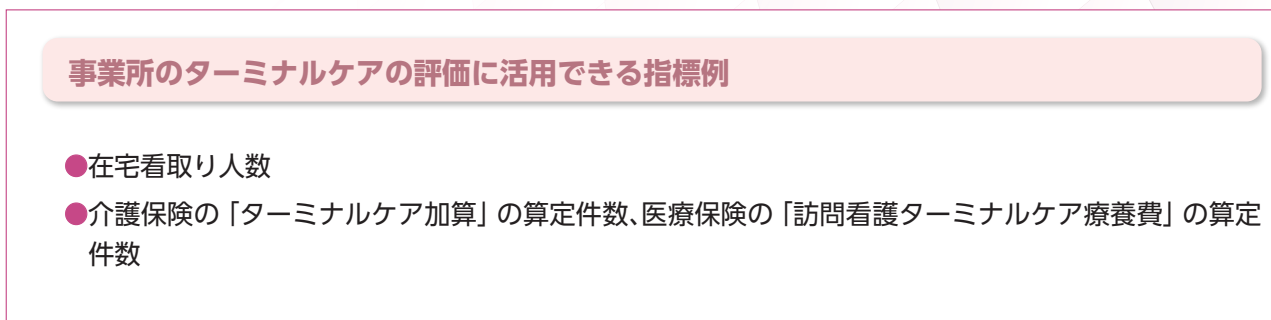 事業所のターミナルケアの評価に活用できる指標例
●在宅看取り人数
●介護保険の「ターミナルケア加算」の算定件数、医療保険の「訪問看護ターミナルケア療養費」の算定
件数